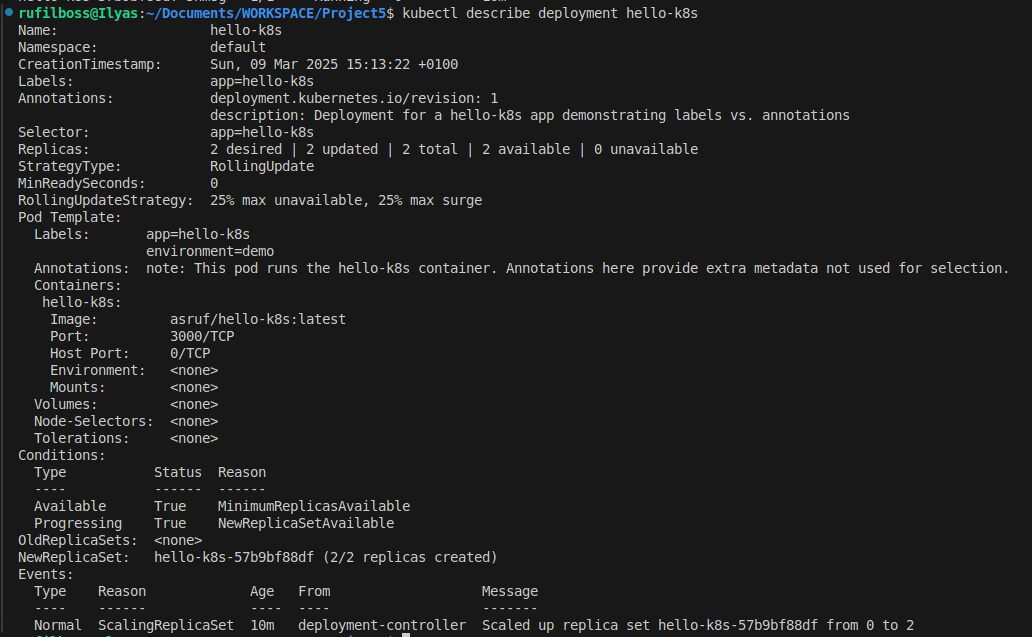 rufilboss@Ilyas:~/Documents/WORKSPACE/Project5$ kubectl describe deployment hello-k8s
Name:                   hello-k8s
Namespace:              default
CreationTimestamp:      Sun, 09 Mar 2025 15:13:22 +0100
Labels:                 app=hello-k8s
Annotations:            deployment.kubernetes.io/revision: 1
                        description: Deployment for a hello-k8s app demonstrating labels vs. annotations
Selector:               app=hello-k8s
Replicas:               2 desired | 2 updated | 2 total | 2 available | 0 unavailable
StrategyType:           RollingUpdate
MinReadySeconds:        0
RollingUpdateStrategy:  25% max unavailable, 25% max surge
Pod Template:
  Labels:       app=hello-k8s
                environment=demo
  Annotations:  note: This pod runs the hello-k8s container. Annotations here provide extra metadata not used for selection.
  Containers:
   hello-k8s:
    Image:         asruf/hello-k8s:latest
    Port:          3000/TCP
    Host Port:     0/TCP
    Environment:   <none>
    Mounts:        <none>
  Volumes:         <none>
  Node-Selectors:  <none>
  Tolerations:     <none>
Conditions:
  Type           Status  Reason
  ----           ------  ------
  Available      True    MinimumReplicasAvailable
  Progressing    True    NewReplicaSetAvailable
OldReplicaSets:  <none>
NewReplicaSet:   hello-k8s-57b9bf88df (2/2 replicas created)
Events:
  Type    Reason             Age   From                   Message
  ----    ------             ----  ----                   -------
  Normal  ScalingReplicaSet  10m   deployment-controller  Scaled up replica set hello-k8s-57b9bf88df from 0 to 2